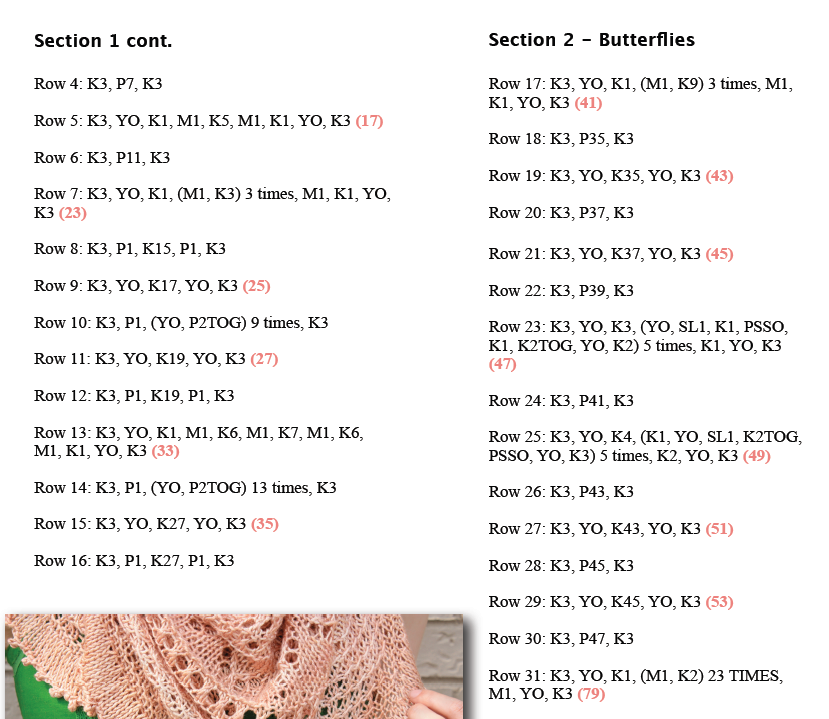 Section 1 cont.
Row 4: K3, P7, K3
Row 5: K3, YO, K1, M1, K5, M1, K1, YO, K3 (17)
Row 6: K3, P11, K3
Row 7: K3, YO, K1, (M1, K3) 3 times, M1, K1, YO,
K3 (23)
Row 8: K3, P1, K15, P1, K3
Row 9: K3, YO, K17, YO, K3 (25)
Row 10: K3, P1, (YO, P2TOG) 9 times, K3
Row 11: K3, YO, K19, YO, K3 (27)
Row 12: K3, P1, K19, P1, K3
Row 13: K3, YO, K1, M1, K6, M1, K7, M1, K6,
M1, K1, YO, K3 (33)
Row 14: K3, P1, (YO, P2TOG) 13 times, K3
Row 15: K3, YO, K27, YO, K3 (35)
Row 16: K3, P1, K27, P1, K3
Section 2 – Butterflies
Row 17: K3, YO, K1, (M1, K9) 3 times, M1,
K1, YO, K3 (41)
Row 18: K3, P35, K3
Row 19: K3, YO, K35, YO, K3 (43)
Row 20: K3, P37, K3
Row 21: K3, YO, K37, YO, K3 (45)
Row 22: K3, P39, K3
Row 23: K3, YO, K3, (YO, SL1, K1, PSSO,
K1, K2TOG, YO, K2) 5 times, K1, YO, K3
(47)
Row 24: K3, P41, K3
Row 25: K3, YO, K4, (K1, YO, SL1, K2TOG,
PSSO, YO, K3) 5 times, K2, YO, K3 (49)
Row 26: K3, P43, K3
Row 27: K3, YO, K43, YO, K3 (51)
Row 28: K3, P45, K3
Row 29: K3, YO, K45, YO, K3 (53)
Row 30: K3, P47, K3
Row 31: K3, YO, K1, (M1, K2) 23 TIMES,
M1, YO, K3 (79)